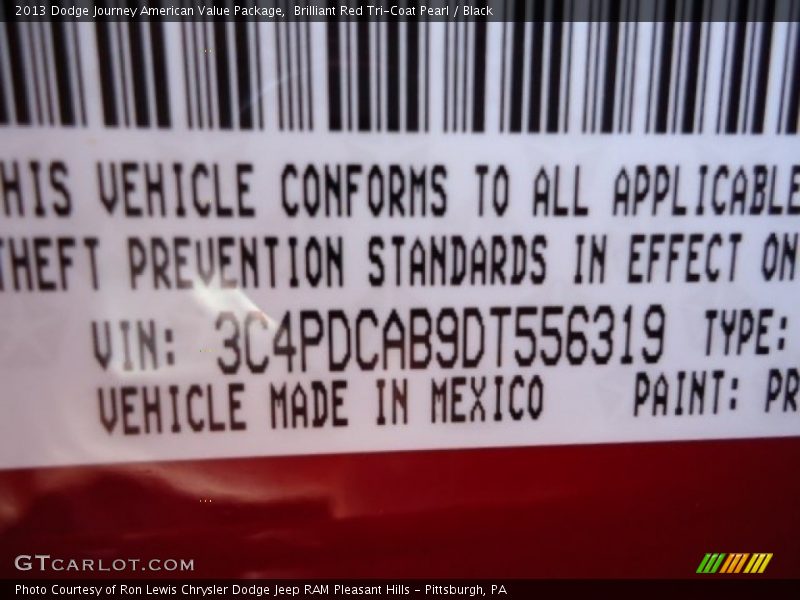 2013 Dodge Journey American Value Package,  Brilliant Red Tri-Coat Pearl / Black
HIS VEHICLE CONFORMS TO ALL APPLICABLE
THEFT PREVENTION STANDARDS IN EFFECT ON
VIN: 3C4PDCAB9DT556319 TYPE:
VEHICLE MADE IN MEXICO PAINT: PR
GTCARLOT.COM
Photo Courtesy of Ron Lewis Chrysler Dodge Jeep RAM Pleasant Hills - Pittsburgh, PA